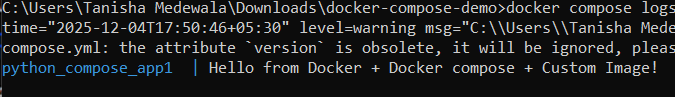 C:\Users\Tanisha Medewala\Downloads\docker-compose-demo>docker compose logs
time="2025-12-04T17:50:46+05:30" level=warning msg="C:\\Users\\Tanisha Mede
compose.yml: the attribute `version` is obsolete, it will be ignored, pleas
python_compose_app1  | Hello from Docker + Docker compose + Custom Image!